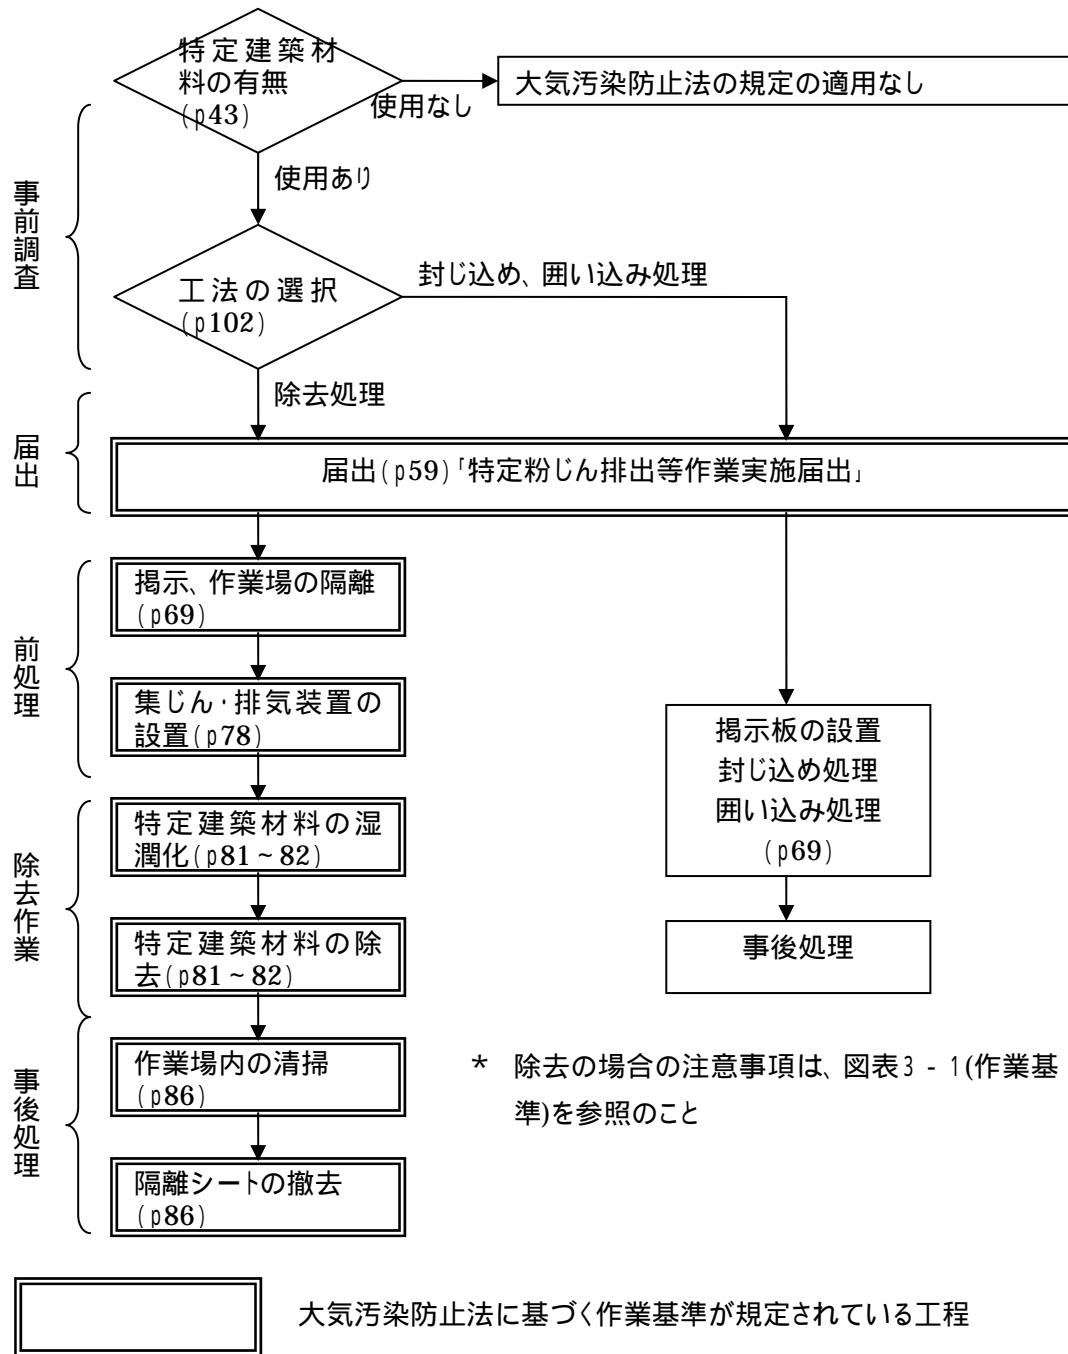 特定建築材
料の有無
(p43)
使用なし
大気汚染防止法の規定の適用なし
使用あり
事前調査
工法の選択
(p102)
封じ込め、囲い込み処理
除去処理
届出
届出(p59)「特定粉じん排出等作業実施届出」
前処理
掲示、作業場の隔離
(p69)
集じん・排気装置の
設置(p78)
掲示板の設置
封じ込め処理
囲い込み処理
(p69)
除去作業
特定建築材料の湿
潤化(p81~82)
特定建築材料の除
去(p81~82)
事後処理
事後処理
作業場内の清掃
(p86)
隔離シートの撤去
(p86)
* 除去の場合の注意事項は、図表3-1(作業基
準)を参照のこと
大気汚染防止法に基づく作業基準が規定されている工程